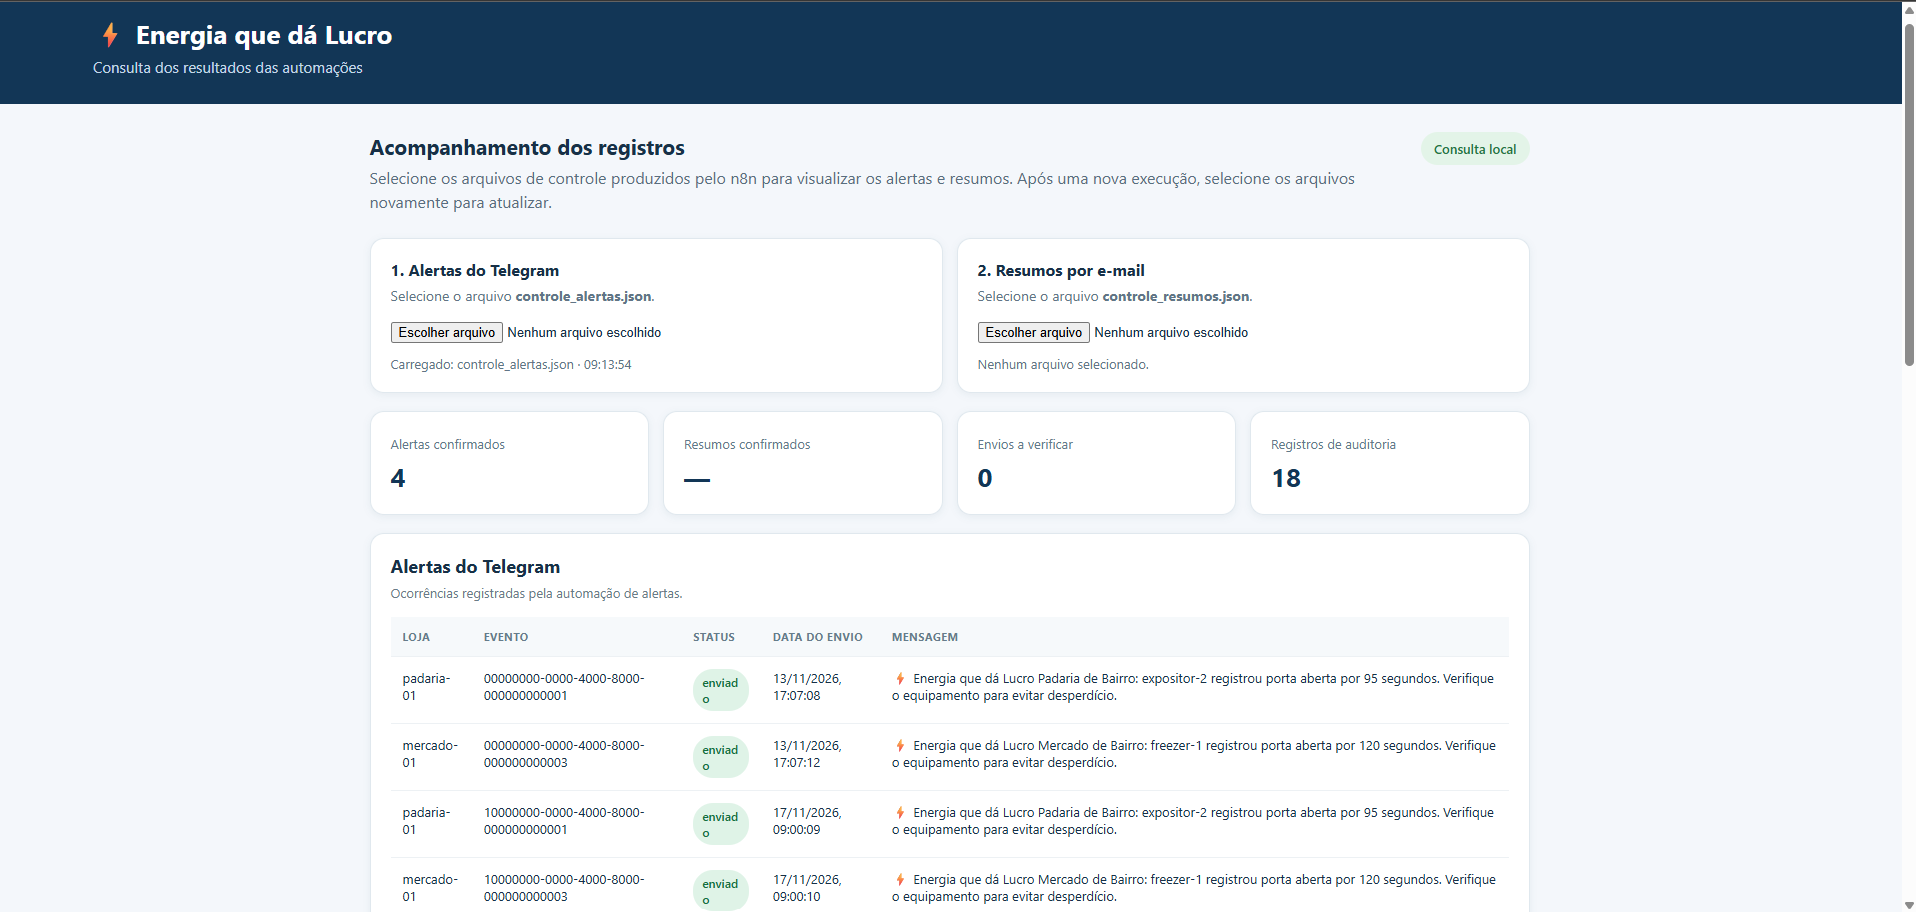 ⚡ Energia que dá Lucro
Consulta dos resultados das automações
Acompanhamento dos registros
Consulta local
Selecione os arquivos de controle produzidos pelo n8n para visualizar os alertas e resumos. Após uma nova execução, selecione os arquivos
novamente para atualizar.
1. Alertas do Telegram
Selecione o arquivo controle_alertas.json.
Escolher arquivo Nenhum arquivo escolhido
Carregado: controle_alertas.json · 09:13:54
2. Resumos por e-mail
Selecione o arquivo controle_resumos.json.
Escolher arquivo Nenhum arquivo escolhido
Nenhum arquivo selecionado.
Alertas confirmados
4
Resumos confirmados
—
Envios a verificar
0
Registros de auditoria
18
Alertas do Telegram
Ocorrências registradas pela automação de alertas.
LOJA EVENTO STATUS DATA DO ENVIO MENSAGEM
padaria-
01
00000000-0000-4000-8000-
000000000001
enviad
o
13/11/2026,
17:07:08
⚡ Energia que dá Lucro Padaria de Bairro: expositor-2 registrou porta aberta por 95 segundos. Verifique
o equipamento para evitar desperdício.
mercado-
01
00000000-0000-4000-8000-
000000000003
enviad
o
13/11/2026,
17:07:12
⚡ Energia que dá Lucro Mercado de Bairro: freezer-1 registrou porta aberta por 120 segundos. Verifique
o equipamento para evitar desperdício.
padaria-
01
10000000-0000-4000-8000-
000000000001
enviad
o
17/11/2026,
09:00:09
⚡ Energia que dá Lucro Padaria de Bairro: expositor-2 registrou porta aberta por 95 segundos. Verifique
o equipamento para evitar desperdício.
mercado-
01
10000000-0000-4000-8000-
000000000003
enviad
o
17/11/2026,
09:00:10
⚡ Energia que dá Lucro Mercado de Bairro: freezer-1 registrou porta aberta por 120 segundos. Verifique
o equipamento para evitar desperdício.